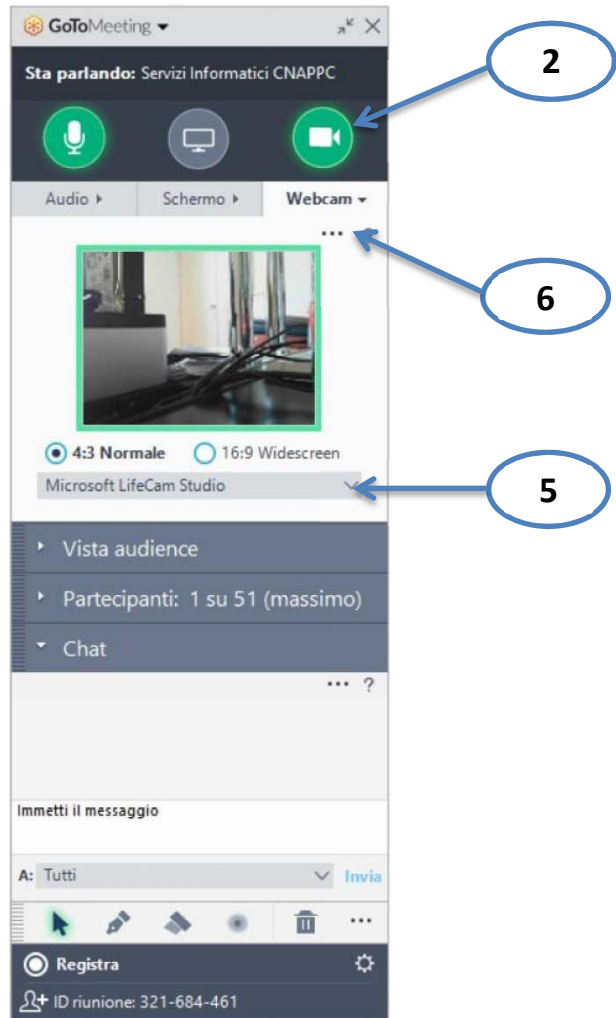 GoToMeeting
Sta parlando: Servizi Informatici CNAPPC
2
Audio Schermo Webcam
...
6
4:3 Normale 16:9 Widescreen
Microsoft LifeCam Studio
5
Vista audience
Partecipanti: 1 su 51 (massimo)
Chat
... ?
Immetti il messaggio
A: Tutti Invia
...
Registra
ID riunione: 321-684-461